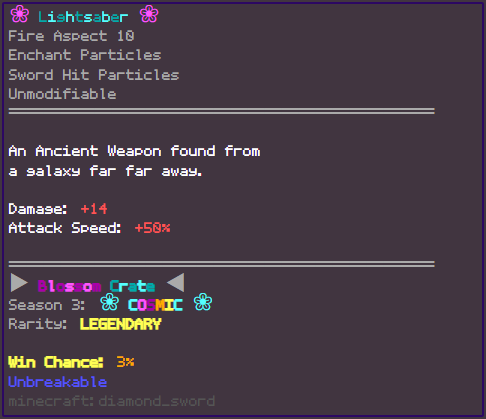 ❀ Lightsaber ❀
Fire Aspect 10
Enchant Particles
Sword Hit Particles
Unmodifiable
An Ancient Weapon found from
a galaxy far far away.
Damage: +14
Attack Speed: +50%
▶ Blossom Crate ◀
Season 3: ❀ COSMIC ❀
Rarity: LEGENDARY
Win Chance: 3%
Unbreakable
minecraft:diamond_sword